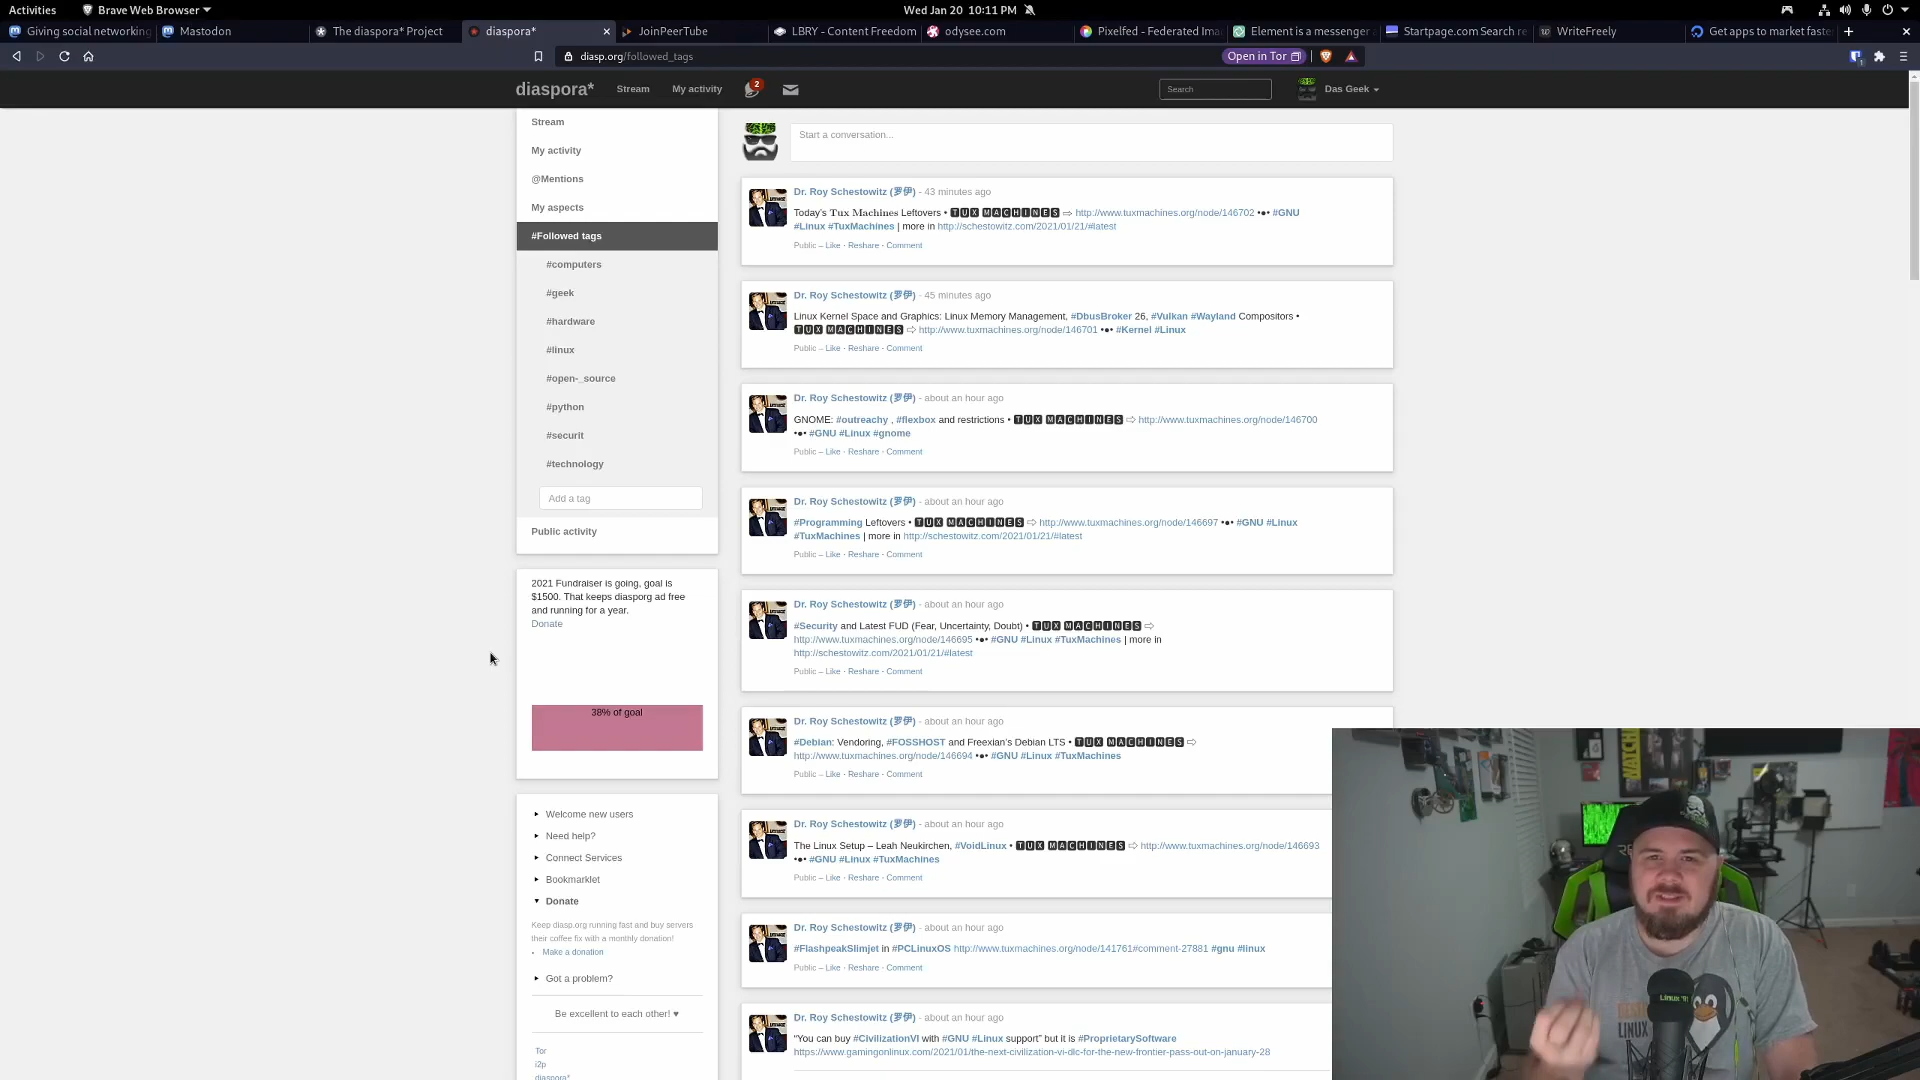 Activities
Brave Web Browser
Wed Jan 20 10:11 PM
Giving social networking
Mastodon
The diaspora* Project
diaspora*
JoinPeerTube
LBRY - Content Freedom
odysee.com
Pixelfed - Federated Ima
Element is a messenger
Startpage.com Search re
WriteFreely
Get apps to market faste
diasp.org/followed_tags
Open in Tor
diaspora*
Stream
My activity
2
Search
Das Geek
Stream
My activity
@Mentions
My aspects
#Followed tags
#computers
#geek
#hardware
#linux
#open-_source
#python
#securit
#technology
Add a tag
Public activity
2021 Fundraiser is going, goal is
$1500. That keeps diasporg ad free
and running for a year.
Donate
38% of goal
Welcome new users
Need help?
Connect Services
Bookmarklet
Donate
Keep diasp.org running fast and buy servers
their coffee fix with a monthly donation!
• Make a donation
Got a problem?
Be excellent to each other! ♥
Tor
i2p
diaspora*
Start a conversation...
Dr. Roy Schestowitz (罗伊) - 43 minutes ago
Today's Tux Machines Leftovers • 🆃🆄🆇 🅼🅰🅲🅷🅸🅽🅴🆂 ⇨ http://www.tuxmachines.org/node/146702 •●• #GNU
#Linux #TuxMachines | more in http://schestowitz.com/2021/01/21/#latest
Public – Like · Reshare · Comment
Dr. Roy Schestowitz (罗伊) - 45 minutes ago
Linux Kernel Space and Graphics: Linux Memory Management, #DbusBroker 26, #Vulkan #Wayland Compositors •
🆃🆄🆇 🅼🅰🅲🅷🅸🅽🅴🆂 ⇨ http://www.tuxmachines.org/node/146701 •●• #Kernel #Linux
Public – Like · Reshare · Comment
Dr. Roy Schestowitz (罗伊) - about an hour ago
GNOME: #outreachy , #flexbox and restrictions • 🆃🆄🆇 🅼🅰🅲🅷🅸🅽🅴🆂 ⇨ http://www.tuxmachines.org/node/146700
•●• #GNU #Linux #gnome
Public – Like · Reshare · Comment
Dr. Roy Schestowitz (罗伊) - about an hour ago
#Programming Leftovers • 🆃🆄🆇 🅼🅰🅲🅷🅸🅽🅴🆂 ⇨ http://www.tuxmachines.org/node/146697 •●• #GNU #Linux
#TuxMachines | more in http://schestowitz.com/2021/01/21/#latest
Public – Like · Reshare · Comment
Dr. Roy Schestowitz (罗伊) - about an hour ago
#Security and Latest FUD (Fear, Uncertainty, Doubt) • 🆃🆄🆇 🅼🅰🅲🅷🅸🅽🅴🆂 ⇨
http://www.tuxmachines.org/node/146695 •●• #GNU #Linux #TuxMachines | more in
http://schestowitz.com/2021/01/21/#latest
Public – Like · Reshare · Comment
Dr. Roy Schestowitz (罗伊) - about an hour ago
#Debian: Vendoring, #FOSSHOST and Freexian's Debian LTS • 🆃🆄🆇 🅼🅰🅲🅷🅸🅽🅴🆂 ⇨
http://www.tuxmachines.org/node/146694 •●• #GNU #Linux #TuxMachines
Public – Like · Reshare · Comment
Dr. Roy Schestowitz (罗伊) - about an hour ago
The Linux Setup – Leah Neukirchen, #VoidLinux • 🆃🆄🆇 🅼🅰🅲🅷🅸🅽🅴🆂 ⇨ http://www.tuxmachines.org/node/146693
•●• #GNU #Linux #TuxMachines
Public – Like · Reshare · Comment
Dr. Roy Schestowitz (罗伊) - about an hour ago
#FlashpeakSlimjet in #PCLinuxOS http://www.tuxmachines.org/node/141761#comment-27881 #gnu #linux
Public – Like · Reshare · Comment
Dr. Roy Schestowitz (罗伊) - about an hour ago
"You can buy #CivilizationVI with #GNU #Linux support" but it is #ProprietarySoftware
https://www.gamingonlinux.com/2021/01/the-next-civilization-vi-dlc-for-the-new-frontier-pass-out-on-january-28
LINUX